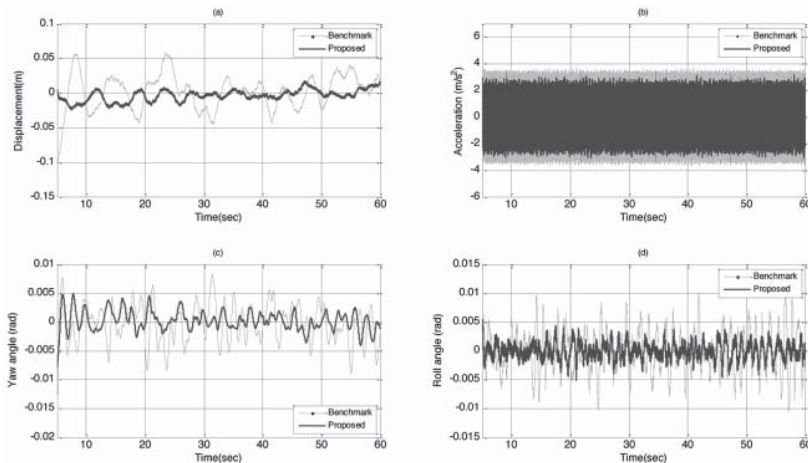 (a)
0.1
0.05
0
-0.05
-0.1
-0.15
Displacement(m)
10 20 30 40 50 60
Time(sec)
Benchmark
Proposed
(b)
6
4
2
0
-2
-4
-6
Acceleration (m/s²)
10 20 30 40 50 60
Time(sec)
Benchmark
Proposed
(c)
0.01
0.005
0
-0.005
-0.01
-0.015
-0.02
Yaw angle (rad)
10 20 30 40 50 60
Time(sec)
Benchmark
Proposed
(d)
0.015
0.01
0.005
0
-0.005
-0.01
-0.015
Roll angle (rad)
10 20 30 40 50 60
Time(sec)
Benchmark
Proposed